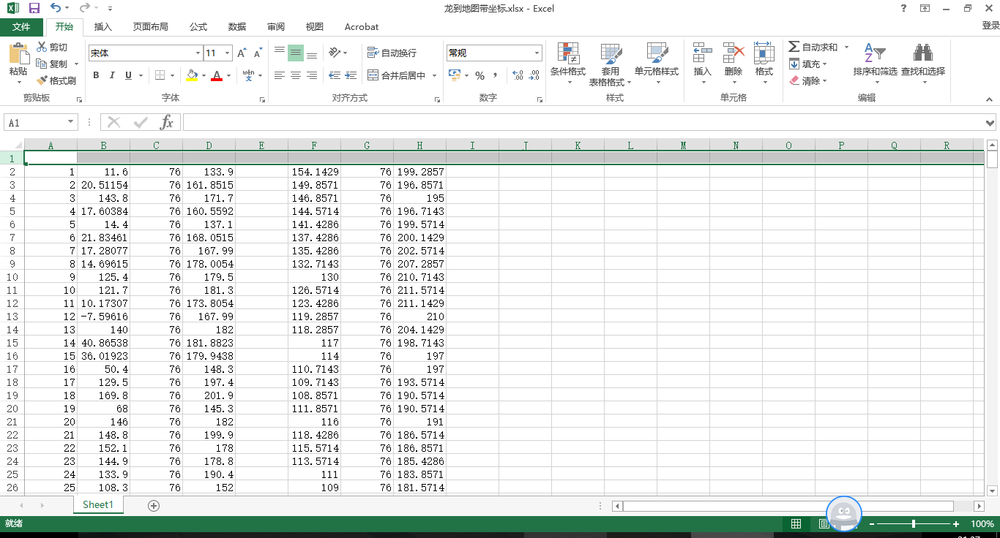 龙到地图带坐标.xlsx - Excel
登录
文件 开始 插入 页面布局 公式 数据 审阅 视图 Acrobat
粘贴 剪切 复制 格式刷 剪贴板
宋体 11 B I U wén 字体
自动换行 合并后居中 对齐方式
常规 % 数字
条件格式 套用 表格格式 单元格样式 样式
插入 删除 格式 单元格
自动求和 填充 清除 排序和筛选 查找和选择 编辑
A1 fx
A B C D E F G H I J K L M N O P Q R
1
2 1 11.6 76 133.9 154.1429 76 199.2857
3 2 20.51154 76 161.8515 149.8571 76 196.8571
4 3 143.8 76 171.7 146.8571 76 195
5 4 17.60384 76 160.5592 144.5714 76 196.7143
6 5 14.4 76 137.1 141.4286 76 199.5714
7 6 21.83461 76 168.0515 137.4286 76 200.1429
8 7 17.28077 76 167.99 135.4286 76 202.5714
9 8 14.69615 76 178.0054 132.7143 76 207.2857
10 9 125.4 76 179.5 130 76 210.7143
11 10 121.7 76 181.3 126.5714 76 211.5714
12 11 10.17307 76 173.8054 123.4286 76 211.1429
13 12 -7.59616 76 167.99 119.2857 76 210
14 13 140 76 182 118.2857 76 204.1429
15 14 40.86538 76 181.8823 117 76 198.7143
16 15 36.01923 76 179.9438 114 76 197
17 16 50.4 76 148.3 110.7143 76 197
18 17 129.5 76 197.4 109.7143 76 193.5714
19 18 169.8 76 201.9 108.8571 76 190.5714
20 19 68 76 145.3 111.8571 76 190.5714
21 20 146 76 182 116 76 191
22 21 148.8 76 199.9 118.4286 76 186.5714
23 22 152.1 76 178 115.5714 76 186.8571
24 23 144.9 76 178.8 113.5714 76 185.4286
25 24 133.9 76 190.4 111 76 183.8571
26 25 108.3 76 152 109 76 181.5714
Sheet1
就绪 100%